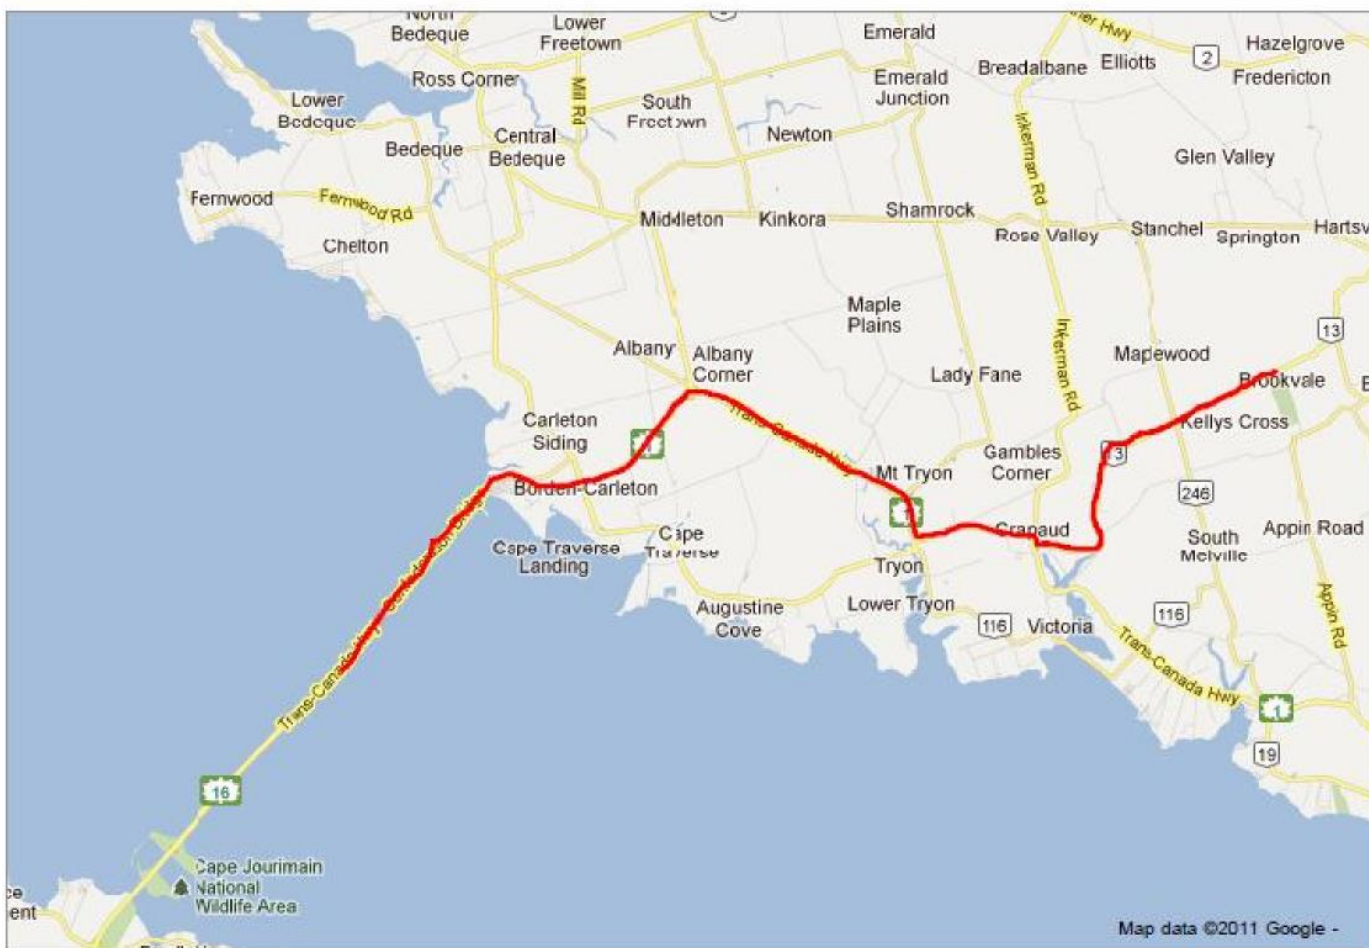 North
Bedeque
Lower
Freetown
Emerald
Hwy
2
Hazelgrove
Breadalbane
Elliotts
Ross Corner
Emerald
Junction
Fredericton
Mill Rd
Lower
Bedeque
South
Freetown
Inkerman Rd
Bedeque
Central
Bedeque
Newton
Glen Valley
Fernwood
Fernwood Rd
Middleton
Kinkora
Shamrock
Rose Valley
Stanchel
Springton
Chelton
Maple
Plains
Inkerman Rd
13
Albany
Albany
Corner
Mapewood
Lady Fane
Brookvale
Carleton
Siding
Trans-Canada Hwy
Kellys Cross
1
Gambles
Corner
13
Mt Tryon
Borden-Carleton
246
1
Crapaud
Appin Road
Cape Traverse
Landing
Cape
Traverse
South
Melville
Tryon
Confederation Bridge
Augustine
Cove
Lower Tryon
116
Victoria
116
Appin Rd
Trans-Canada Hwy
Trans-Canada Hwy
1
19
16
Cape Jourimain
National
Wildlife Area
Map data ©2011 Google -